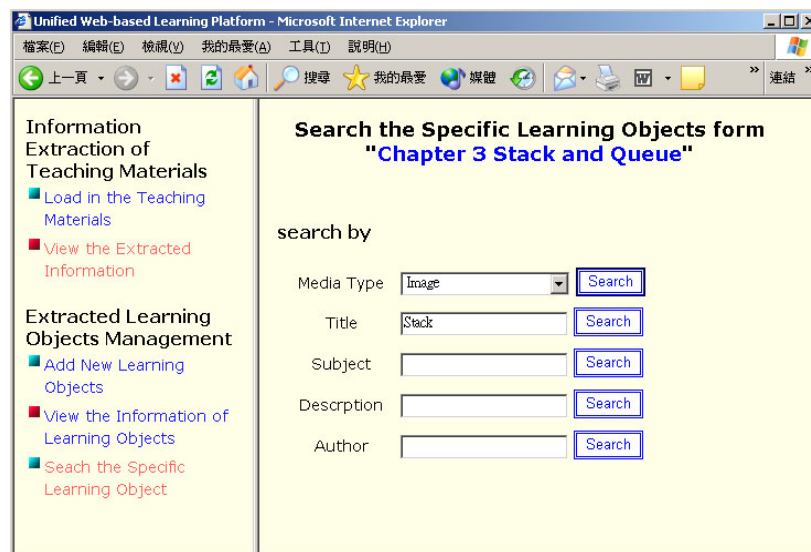 Unified Web-based Learning Platform - Microsoft Internet Explorer
檔案(F) 編輯(E) 檢視(V) 我的最愛(A) 工具(T) 說明(H)
上一頁 搜尋 我的最愛 媒體 » 連結 »
Information
Extraction of
Teaching Materials
Load in the Teaching
Materials
View the Extracted
Information
Extracted Learning
Objects Management
Add New Learning
Objects
View the Information of
Learning Objects
Seach the Specific
Learning Object
Search the Specific Learning Objects form
"Chapter 3 Stack and Queue"
search by
Media Type Image Search
Title Stack Search
Subject Search
Descrption Search
Author Search